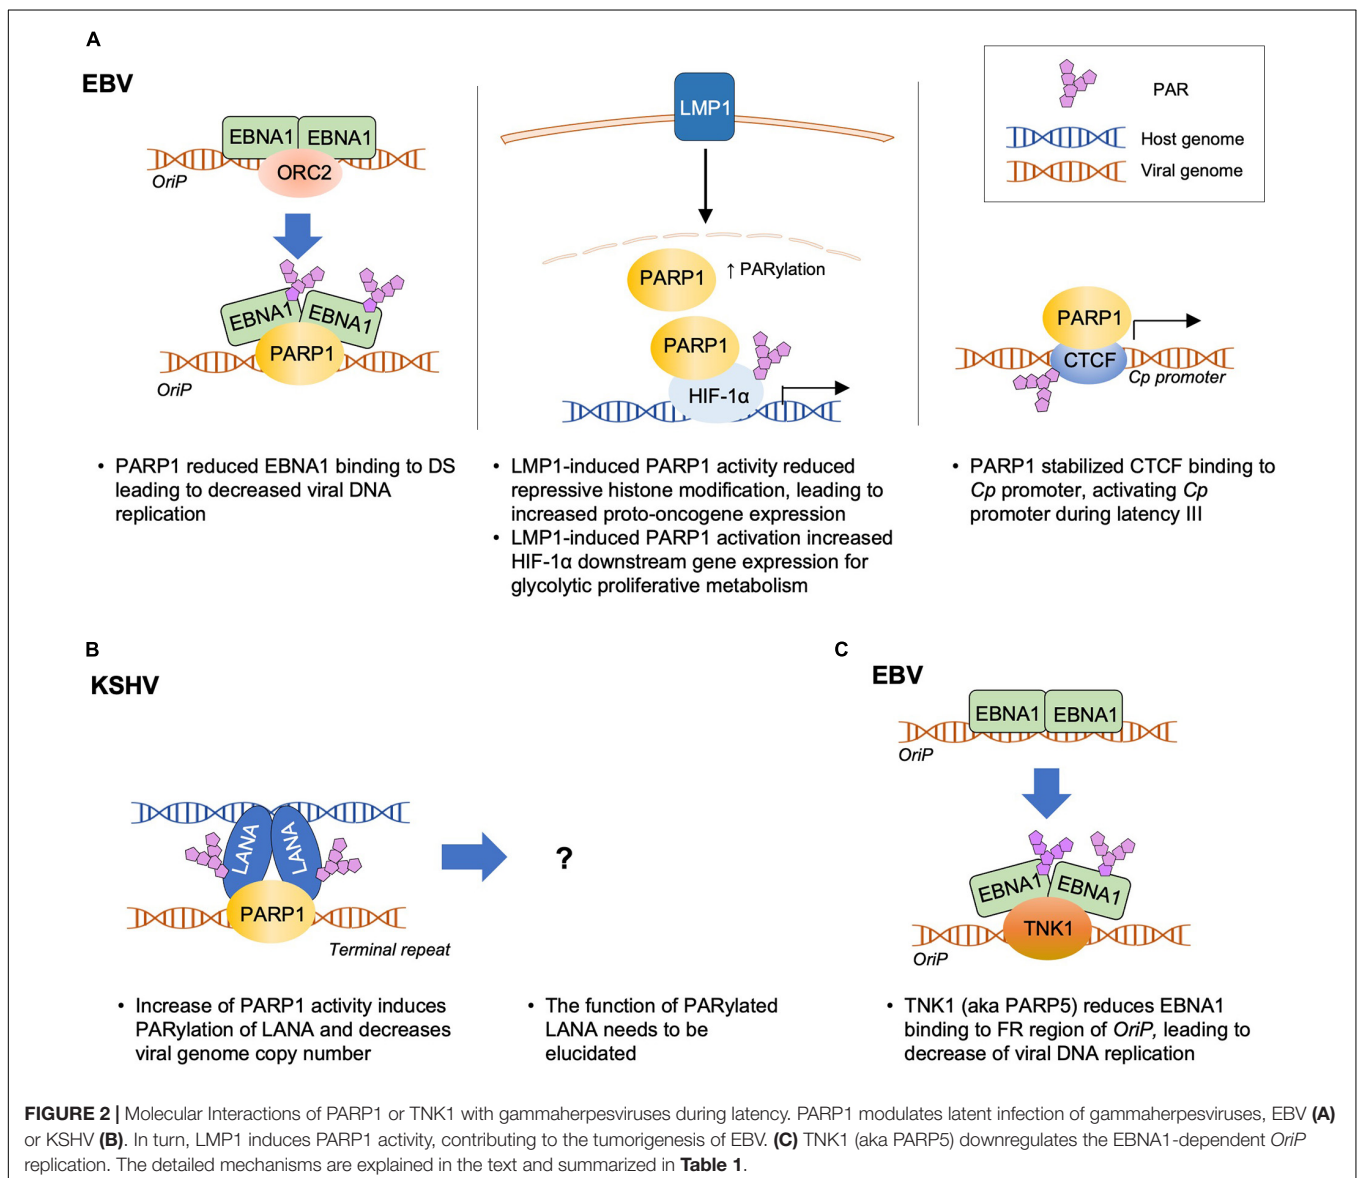 A
EBV
EBNA1 EBNA1
ORC2
OriP
EBNA1 EBNA1
PARP1
OriP
• PARP1 reduced EBNA1 binding to DS
leading to decreased viral DNA
replication
LMP1
PARP1
↑ PARylation
PARP1
HIF-1α
• LMP1-induced PARP1 activity reduced
repressive histone modification, leading to
increased proto-oncogene expression
• LMP1-induced PARP1 activation increased
HIF-1α downstream gene expression for
glycolytic proliferative metabolism
PAR
Host genome
Viral genome
PARP1
CTCF
Cp promoter
• PARP1 stabilized CTCF binding to
Cp promoter, activating Cp
promoter during latency III
B
KSHV
LANA LANA
PARP1
Terminal repeat
?
• Increase of PARP1 activity induces
PARylation of LANA and decreases
viral genome copy number
• The function of PARylated
LANA needs to be
elucidated
C
EBV
EBNA1 EBNA1
OriP
EBNA1 EBNA1
TNK1
OriP
• TNK1 (aka PARP5) reduces EBNA1
binding to FR region of OriP, leading to
decrease of viral DNA replication
FIGURE 2 | Molecular Interactions of PARP1 or TNK1 with gammaherpesviruses during latency. PARP1 modulates latent infection of gammaherpesviruses, EBV (A)
or KSHV (B). In turn, LMP1 induces PARP1 activity, contributing to the tumorigenesis of EBV. (C) TNK1 (aka PARP5) downregulates the EBNA1-dependent OriP
replication. The detailed mechanisms are explained in the text and summarized in Table 1.